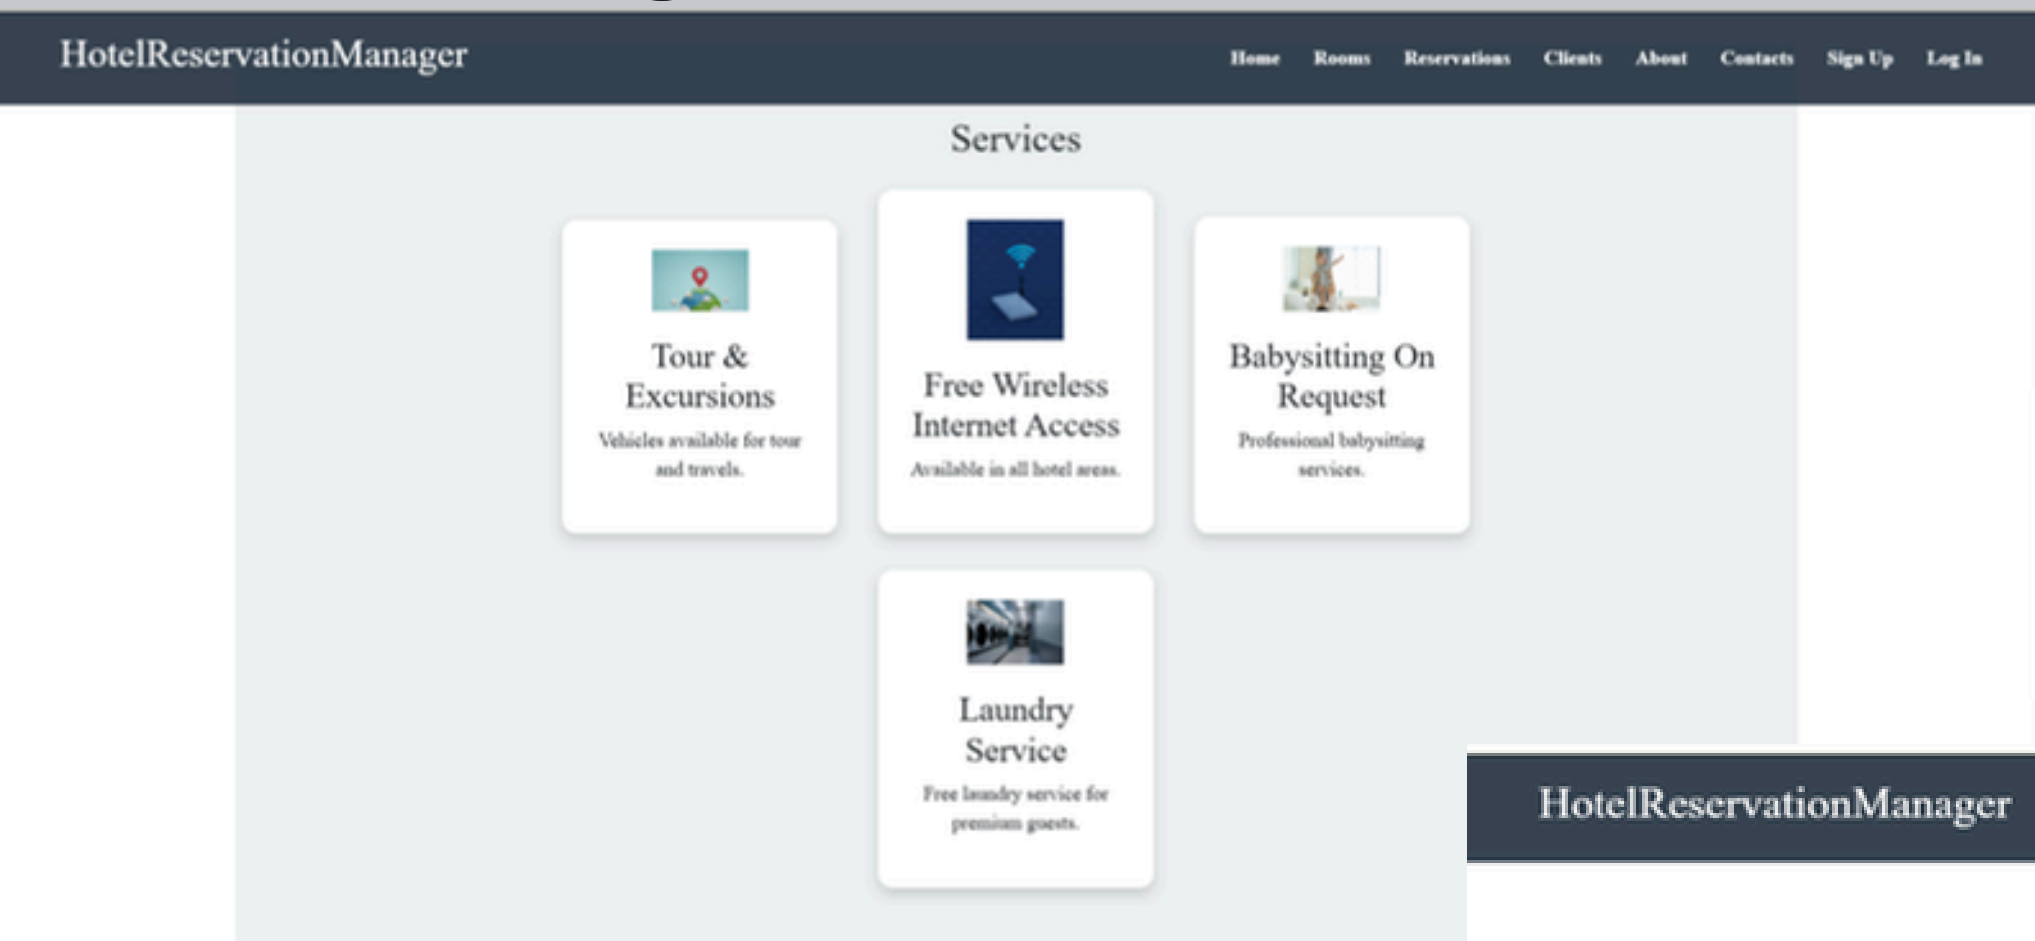 HotelReservationManager
Home Rooms Reservations Clients About Contacts Sign Up Log In
Services
Tour &
Excursions
Vehicles available for tour
and travels.
Free Wireless
Internet Access
Available in all hotel areas.
Babysitting On
Request
Professional babysitting
services.
Laundry
Service
Free laundry service for
premium guests.
HotelReservationManager